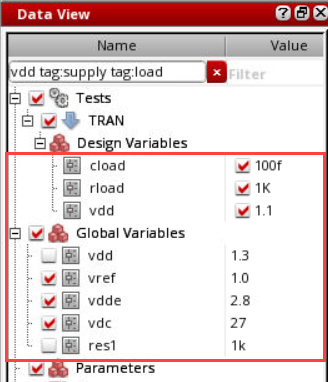 Data View
Name Value
vdd tag:supply tag:load Filter
Tests
TRAN
Design Variables
cload 100f
rload 1K
vdd 1.1
Global Variables
vdd 1.3
vref 1.0
vdde 2.8
vdc 27
res1 1k
Parameters